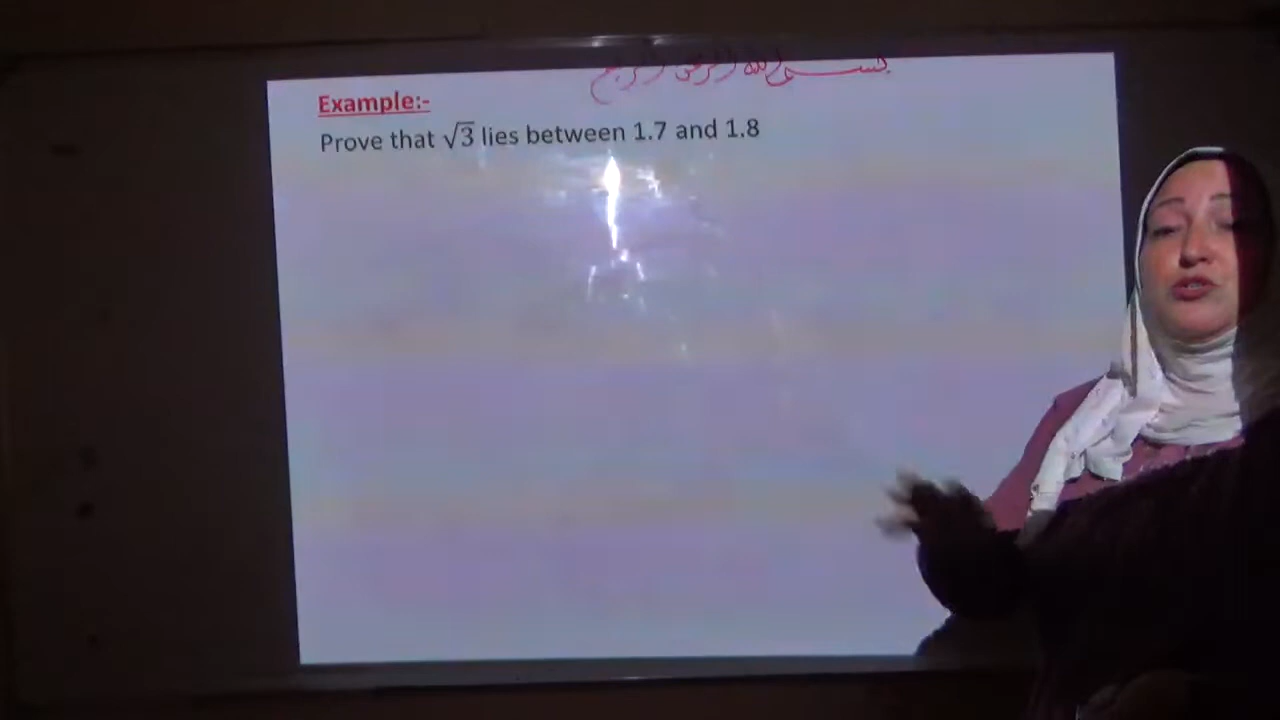 بسم الله الرحمن الرحيم
Example:-
Prove that √3 lies between 1.7 and 1.8